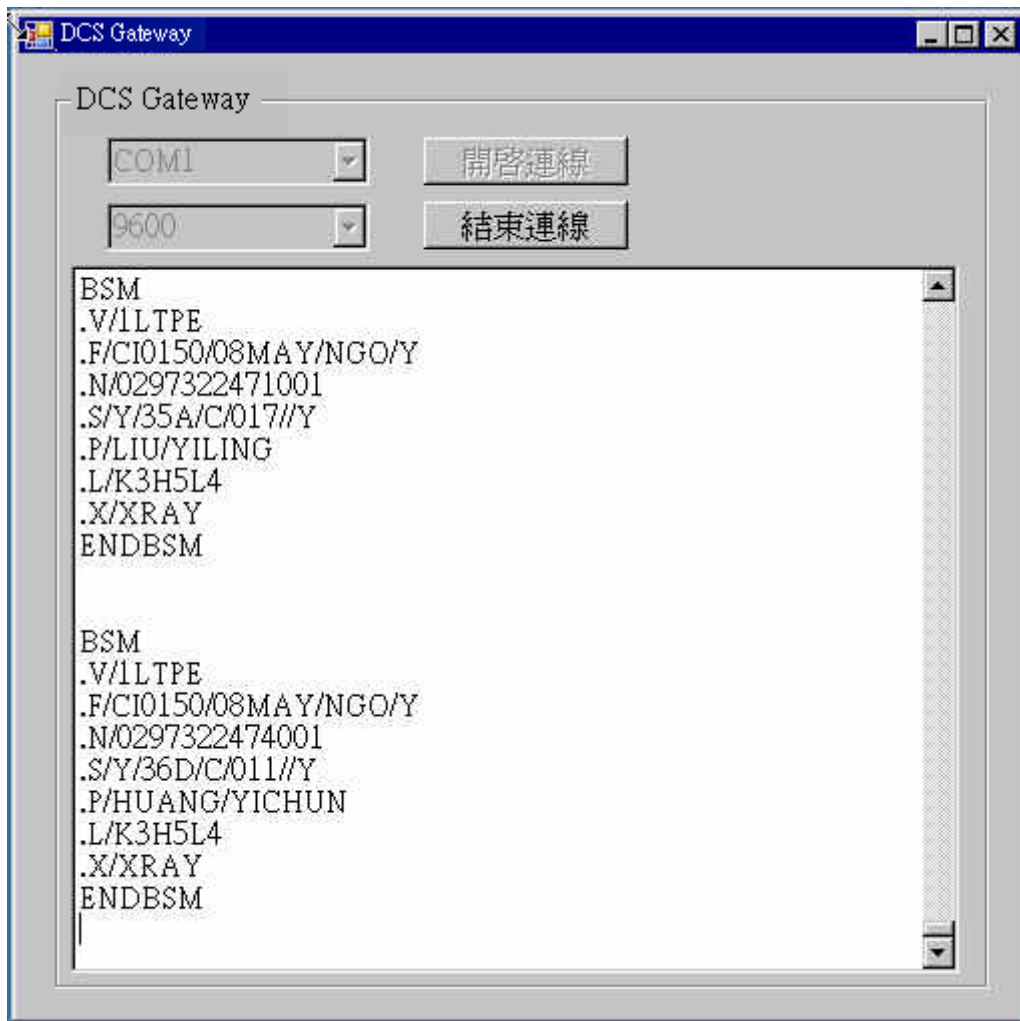 DCS Gateway
DCS Gateway
COM1
開啓連線
9600
結束連線
BSM
.V/1LTPE
.F/CI0150/08MAY/NGO/Y
.N/0297322471001
.S/Y/35A/C/017//Y
.P/LIU/YILING
.L/K3H5L4
.X/XRAY
ENDBSM
BSM
.V/1LTPE
.F/CI0150/08MAY/NGO/Y
.N/0297322474001
.S/Y/36D/C/011//Y
.P/HUANG/YICHUN
.L/K3H5L4
.X/XRAY
ENDBSM